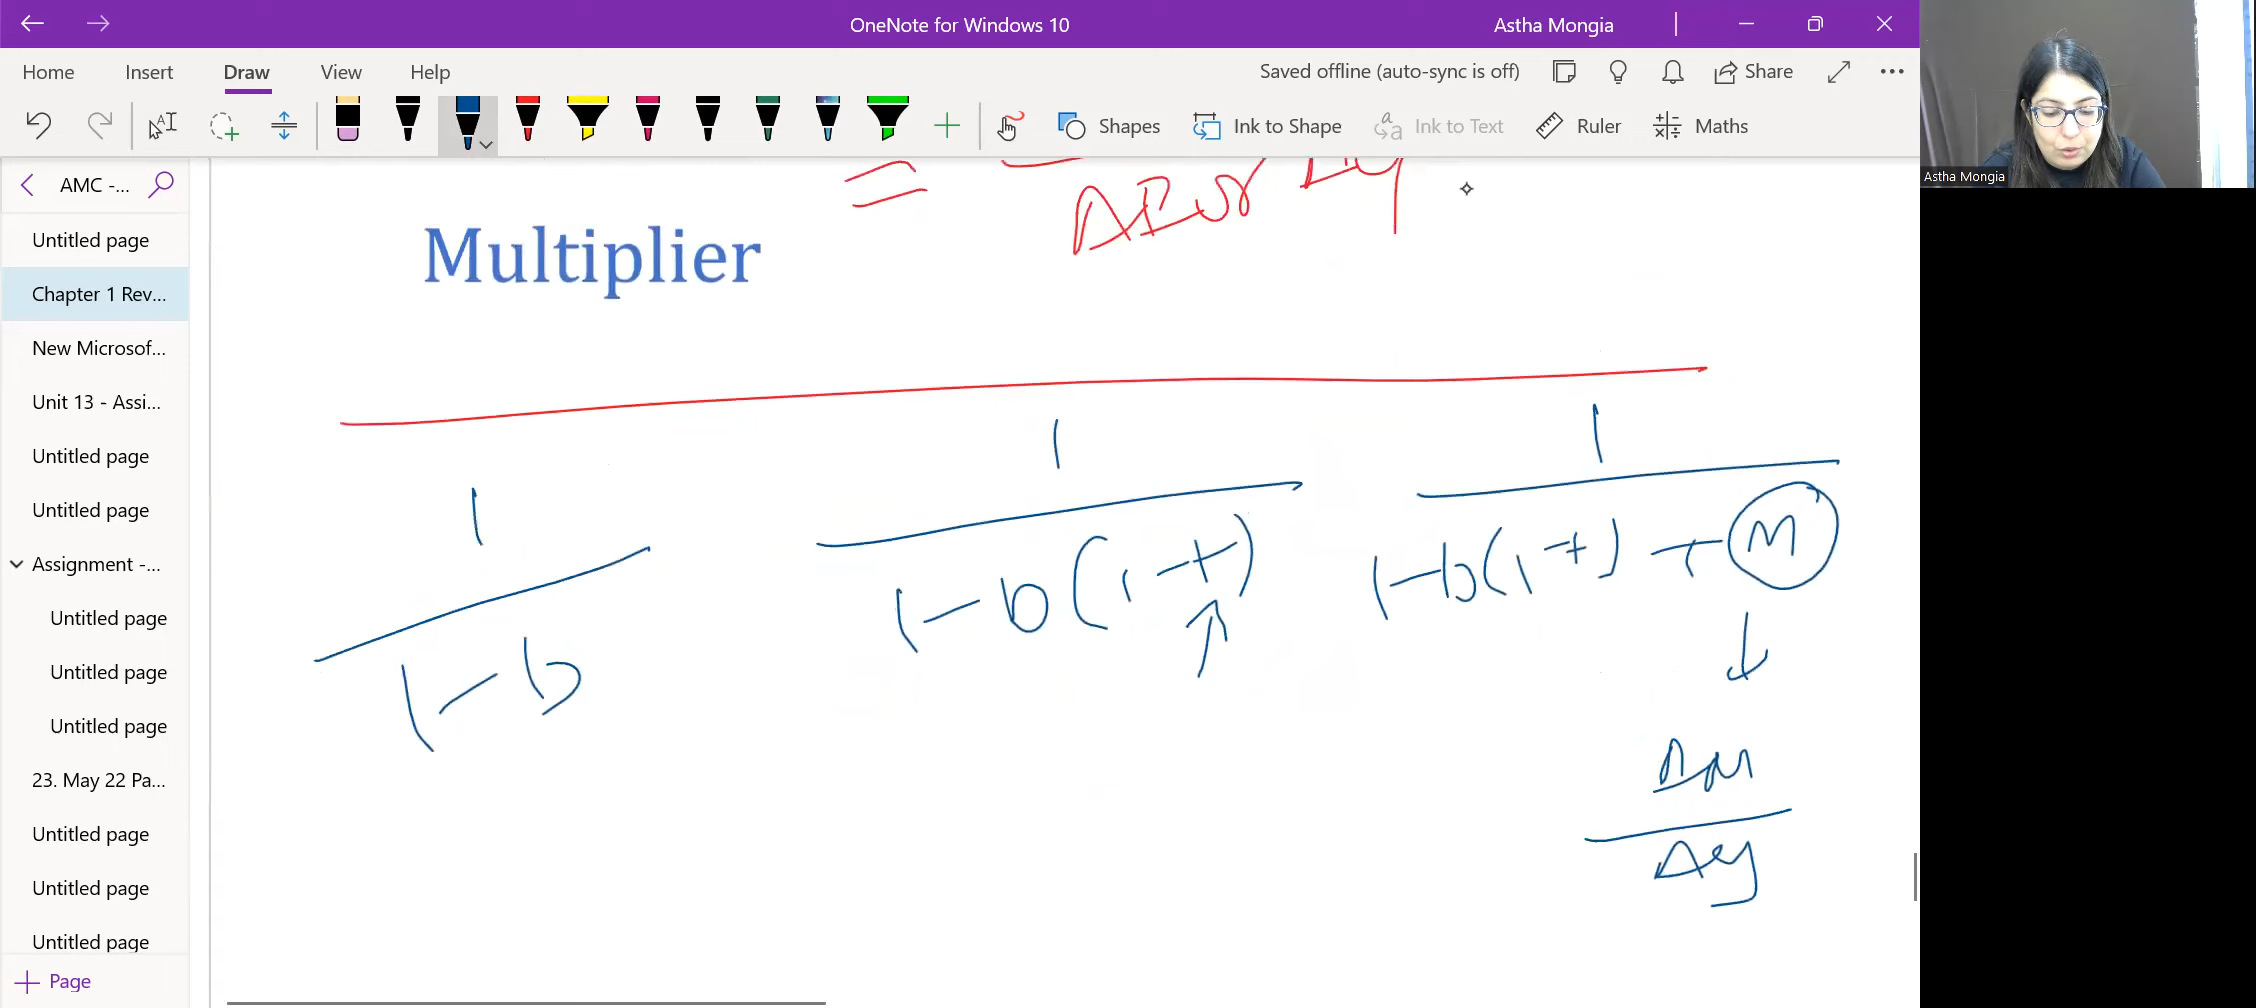 OneNote for Windows 10
Astha Mongia
Home Insert Draw View Help
Saved offline (auto-sync is off) Share
Shapes Ink to Shape Ink to Text Ruler Maths
Astha Mongia
AMC -...
Untitled page
Chapter 1 Rev...
New Microsof...
Unit 13 - Assi...
Untitled page
Untitled page
Assignment -...
Untitled page
Untitled page
Untitled page
23. May 22 Pa...
Untitled page
Untitled page
Untitled page
Page
=
Multiplier
1
1-b
1
1-b(1-t)
1
1-b(1-t) + M
ΔM
Δy